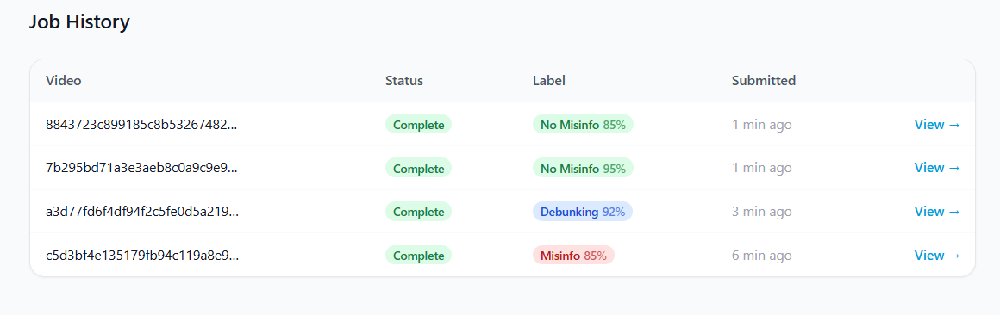 Job History
Video Status Label Submitted
8843723c899185c8b53267482... Complete No Misinfo 85% 1 min ago View →
7b295bd71a3e3aeb8c0a9c9e9... Complete No Misinfo 95% 1 min ago View →
a3d77fd6f4df94f2c5fe0d5a219... Complete Debunking 92% 3 min ago View →
c5d3bf4e135179fb94c119a8e9... Complete Misinfo 85% 6 min ago View →